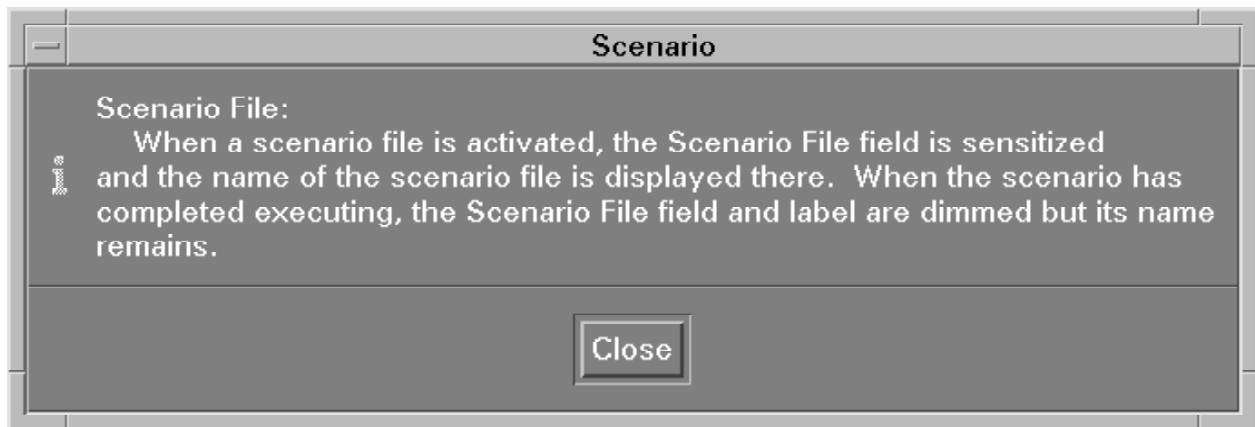 Scenario
Scenario File:
When a scenario file is activated, the Scenario File field is sensitized
and the name of the scenario file is displayed there.  When the scenario has
completed executing, the Scenario File field and label are dimmed but its name
remains.
Close